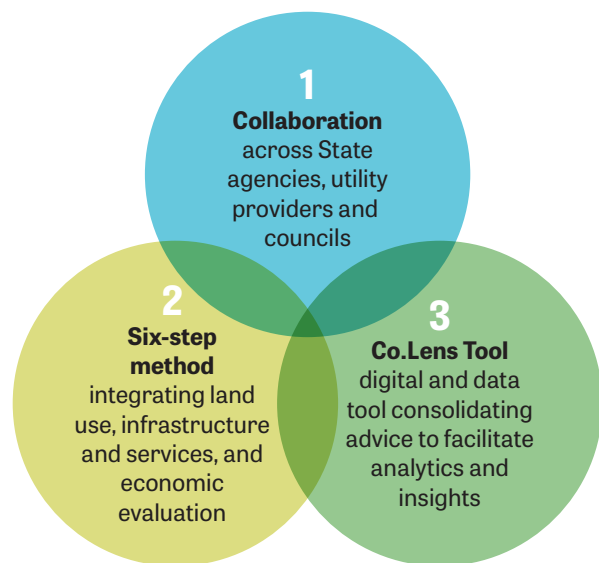 1
Collaboration
across State
agencies, utility
providers and
councils
2
Six-step
method
integrating land
use, infrastructure
and services, and
economic
evaluation
3
Co.Lens Tool
digital and data
tool consolidating
advice to facilitate
analytics and
insights